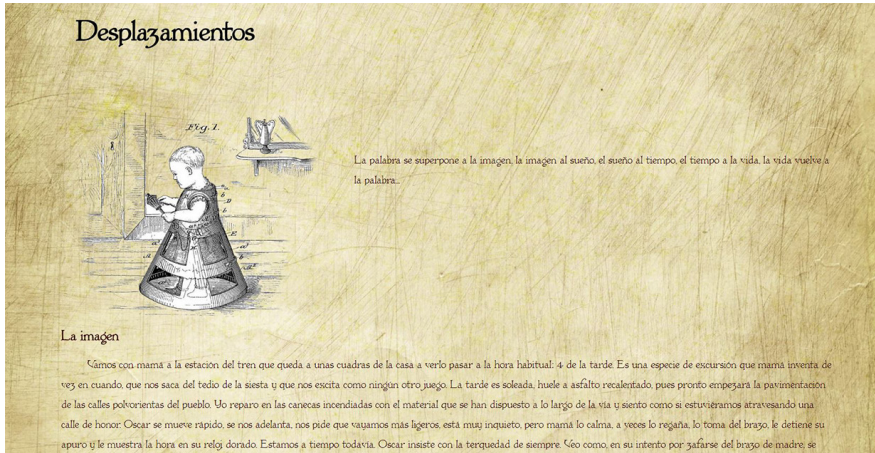 Desplazamientos
Fig. 1.
La palabra se superpone a la imagen, la imagen al sueño, el sueño al tiempo, el tiempo a la vida, la vida vuelve a
la palabra...
La imagen
Vamos con mamá a la estación del tren que queda a unas cuadras de la casa a verlo pasar a la hora habitual: 4 de la tarde. Es una especie de excursión que mamá inventa de
vez en cuando, que nos saca del tedio de la siesta y que nos excita como ningún otro juego. La tarde es soleada, huele a asfalto recalentado, pues pronto empezará la pavimentación
de las calles polvorientas del pueblo. Yo reparo en las canecas incendiadas con el material que se han dispuesto a lo largo de la vía y siento como si estuviéramos atravesando una
calle de honor. Oscar se mueve rápido, se nos adelanta, nos pide que vayamos más ligeros, está muy inquieto, pero mamá lo calma, a veces lo regaña, lo toma del brazo, le detiene su
apuro y le muestra la hora en su reloj dorado. Estamos a tiempo todavía. Oscar insiste con la terquedad de siempre. Veo como, en su intento por zafarse del brazo de madre, se